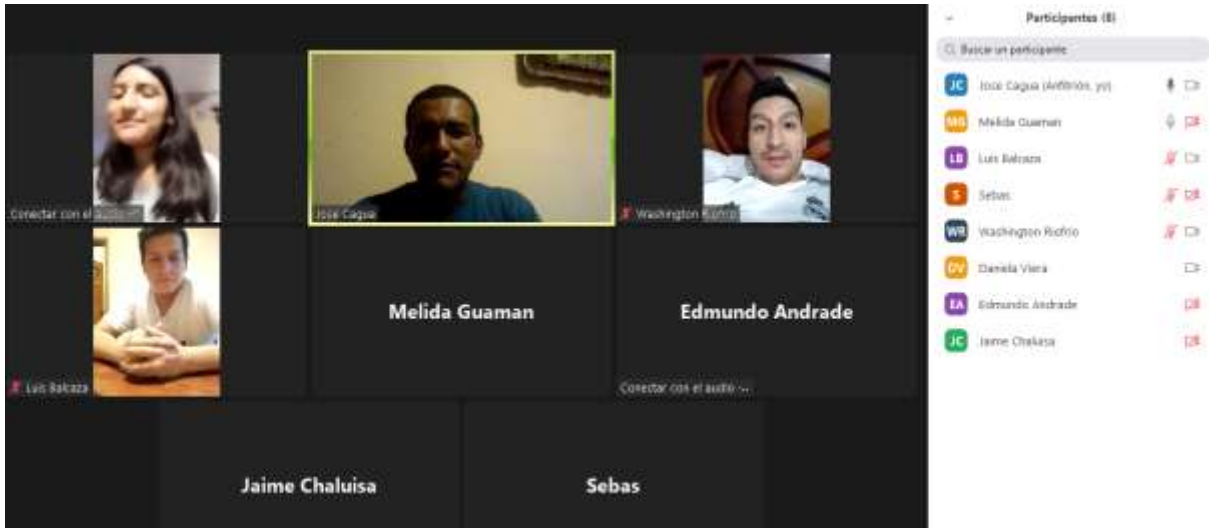 Conectar con el audio
Jose Cagua
Washington Riofrio
Luis Balcaza
Melida Guaman
Edmundo Andrade
Conectar con el audio
Jaime Chaluisa
Sebas
Participantes (8)
Buscar un participante
JC Jose Cagua (Anfitrión, yo)
MG Melida Guaman
LB Luis Balcaza
S Sebas
WR Washington Riofrio
DV Daniela Viera
EA Edmundo Andrade
JC Jaime Chaluisa